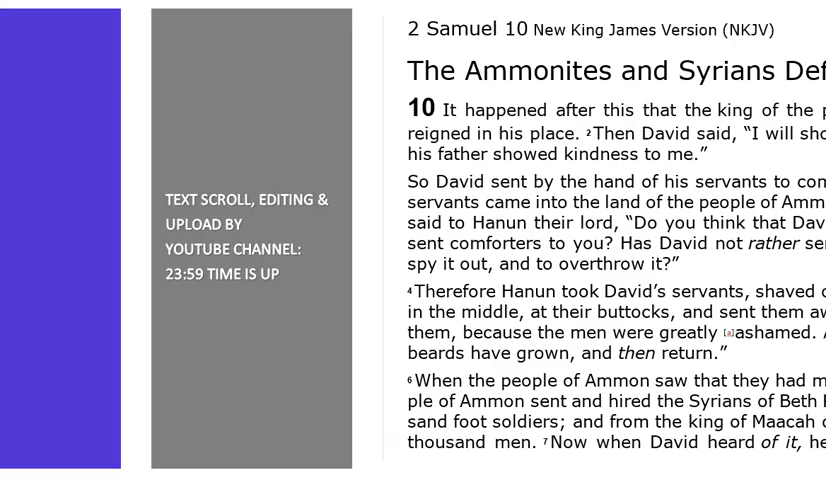 TEXT SCROLL, EDITING &
UPLOAD BY
YOUTUBE CHANNEL:
23:59 TIME IS UP
2 Samuel 10 New King James Version (NKJV)
The Ammonites and Syrians Def
10 It happened after this that the king of the p
reigned in his place. 2 Then David said, “I will sho
his father showed kindness to me.”
So David sent by the hand of his servants to com
servants came into the land of the people of Amm
said to Hanun their lord, “Do you think that Dav
sent comforters to you? Has David not rather ser
spy it out, and to overthrow it?”
4 Therefore Hanun took David’s servants, shaved o
in the middle, at their buttocks, and sent them aw
them, because the men were greatly [a]ashamed. A
beards have grown, and then return.”
6 When the people of Ammon saw that they had m
ple of Ammon sent and hired the Syrians of Beth R
sand foot soldiers; and from the king of Maacah o
thousand men. 7 Now when David heard of it, he